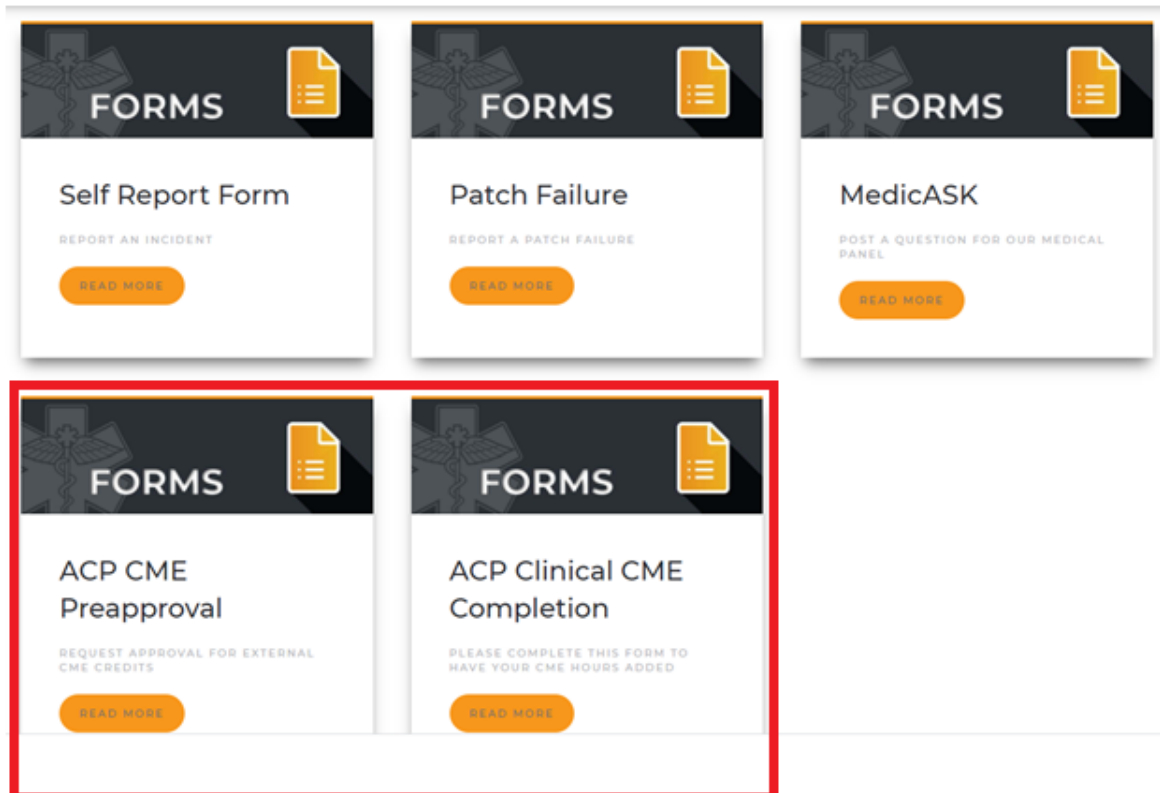 FORMS
Self Report Form
REPORT AN INCIDENT
READ MORE
FORMS
Patch Failure
REPORT A PATCH FAILURE
READ MORE
FORMS
MedicASK
POST A QUESTION FOR OUR MEDICAL
PANEL
READ MORE
FORMS
ACP CME
Preapproval
REQUEST APPROVAL FOR EXTERNAL
CME CREDITS
READ MORE
FORMS
ACP Clinical CME
Completion
PLEASE COMPLETE THIS FORM TO
HAVE YOUR CME HOURS ADDED
READ MORE